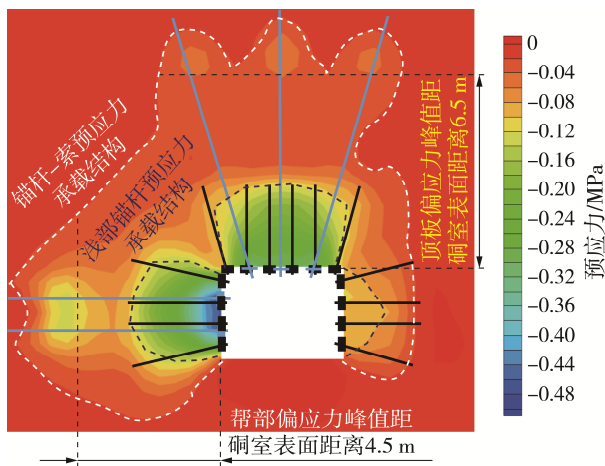 锚杆-索预应力
承载结构
浅部锚杆预应力
承载结构
顶板偏应力峰值距
硐室表面距离6.5 m
帮部偏应力峰值距
硐室表面距离4.5 m
0
-0.04
-0.08
-0.12
-0.16
-0.20
-0.24
-0.28
-0.32
-0.36
-0.40
-0.44
-0.48
预应力/MPa